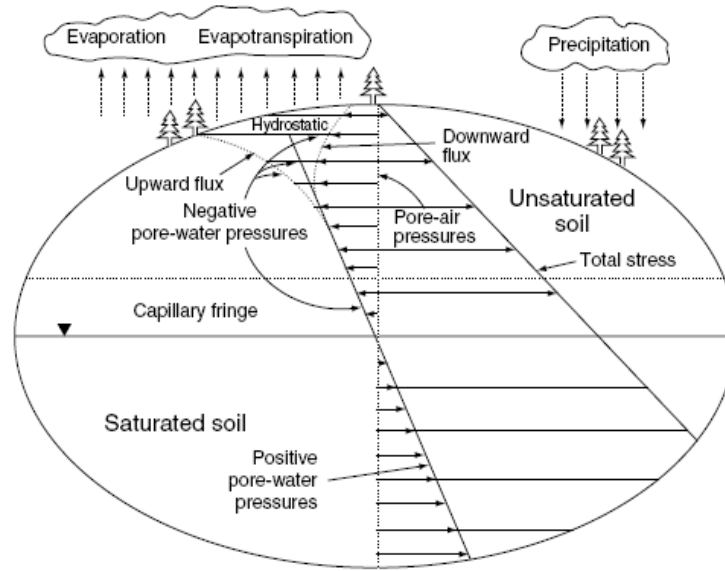 Evaporation
Evapotranspiration
Precipitation
Hydrostatic
Downward
flux
Upward flux
Negative
pore-water
pressures
Pore-air
pressures
Unsaturated
soil
Total stress
Capillary fringe
Saturated soil
Positive
pore-water
pressures